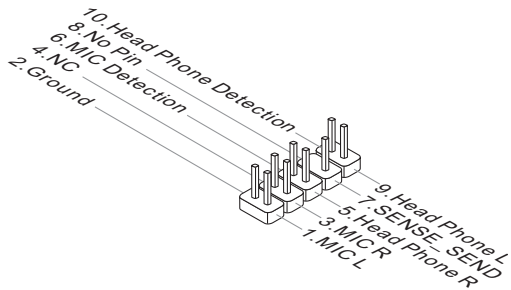 10.Head Phone Detection
8.No Pin
6.MIC Detection
4.NC
2.Ground
9.Head Phone L
7.SENSE_SEND
5.Head Phone R
3.MIC R
1.MIC L